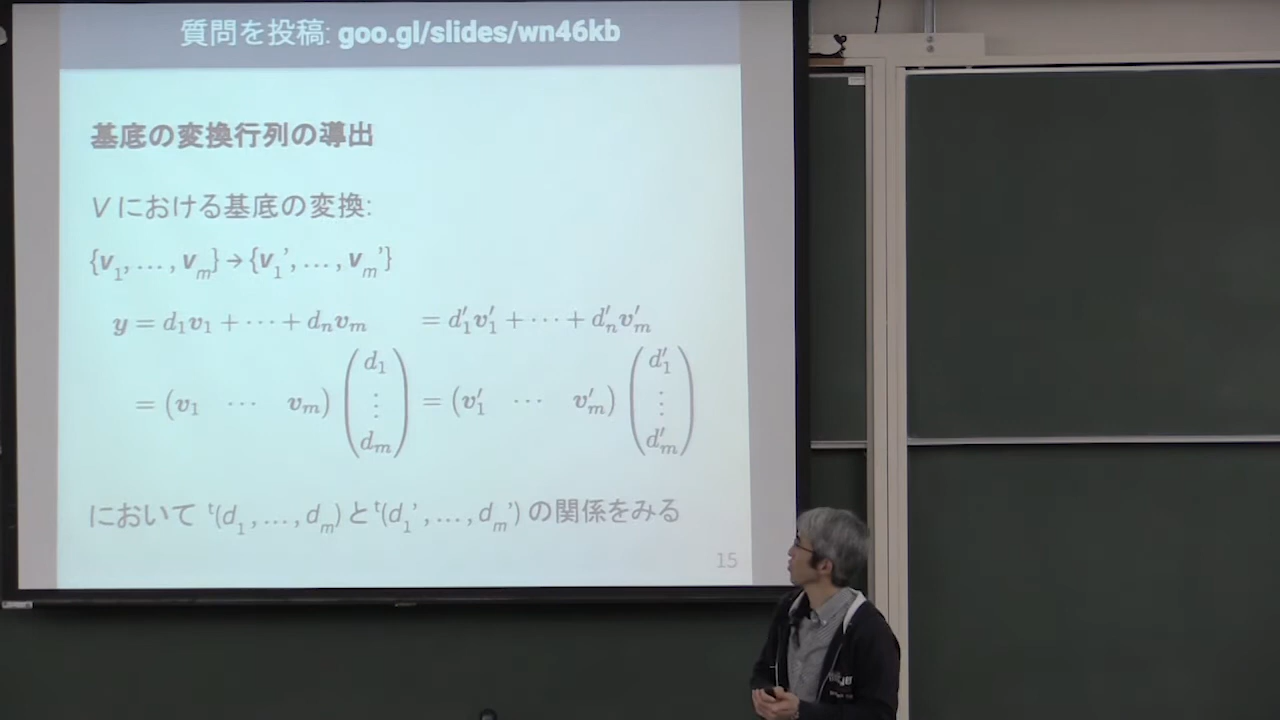 質問を投稿: goo.gl/slides/wn46kb
基底の変換行列の導出
V における基底の変換:
{v₁, … , vₘ} → {v₁’, … , vₘ’}
y = d₁v₁ + ⋯ + dₙvₘ = d′₁v′₁ + ⋯ + d′ₙv′ₘ
= (v₁ ⋯ vₘ) (d₁ ⋮ dₘ) = (v′₁ ⋯ v′ₘ) (d′₁ ⋮ d′ₘ)
において ᵗ(d₁ , … , dₘ) と ᵗ(d₁’ , … , dₘ’) の関係をみる
15